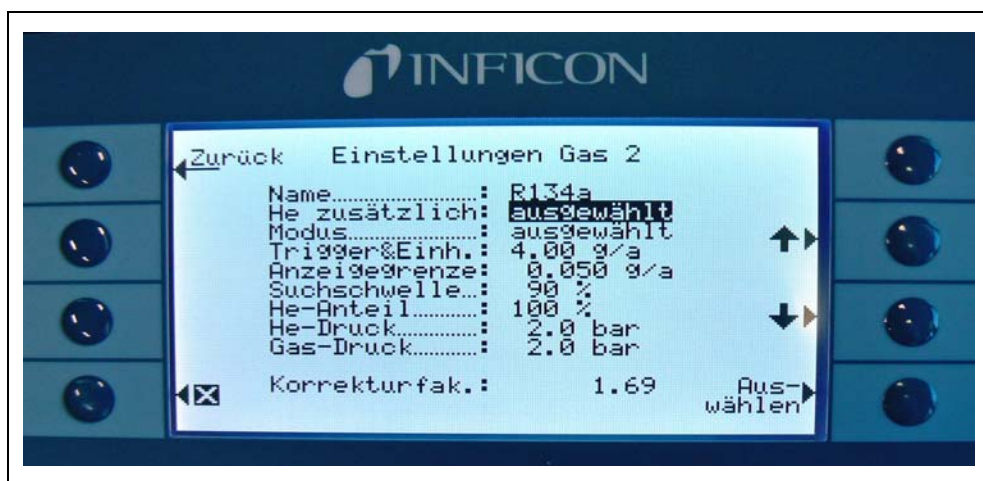 INFICON
Zurück Einstellungen Gas 2
Name..................: R134a
He zusätzlich: ausgewählt
Modus................: ausgewählt
Trigger&Einh.: 4.00 g/a
Anzeigegrenze: 0.050 g/a
Suchschwelle...: 90 %
He-Anteil..........: 100 %
He-Druck...........: 2.0 bar
Gas-Druck..........: 2.0 bar
Korrekturfak.: 1.69 Aus-
wählen